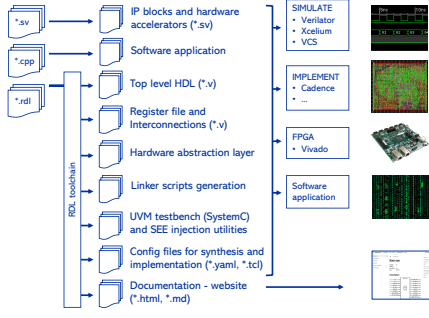 *.sv
*.cpp
*.rdl
RDL toolchain
IP blocks and hardware
accelerators (*.sv)
Software application
Top level HDL (*.v)
Register file and
Interconnections (*.v)
Hardware abstraction layer
Linker scripts generation
UVM testbench (SystemC)
and SEE injection utilities
Config files for synthesis and
implementation (*.yaml, *.tcl)
Documentation - website
(*.html, *.md)
SIMULATE
• Verilator
• Xcelium
• VCS
IMPLEMENT
• Cadence
• ...
FPGA
• Vivado
Software
application